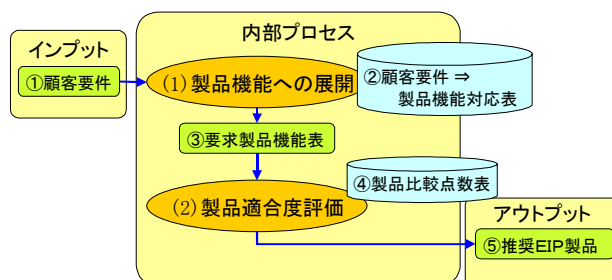 インプット
①顧客要件
内部プロセス
(1)製品機能への展開
②顧客要件 ⇒
製品機能対応表
③要求製品機能表
④製品比較点数表
(2)製品適合度評価
アウトプット
⑤推奨EIP製品